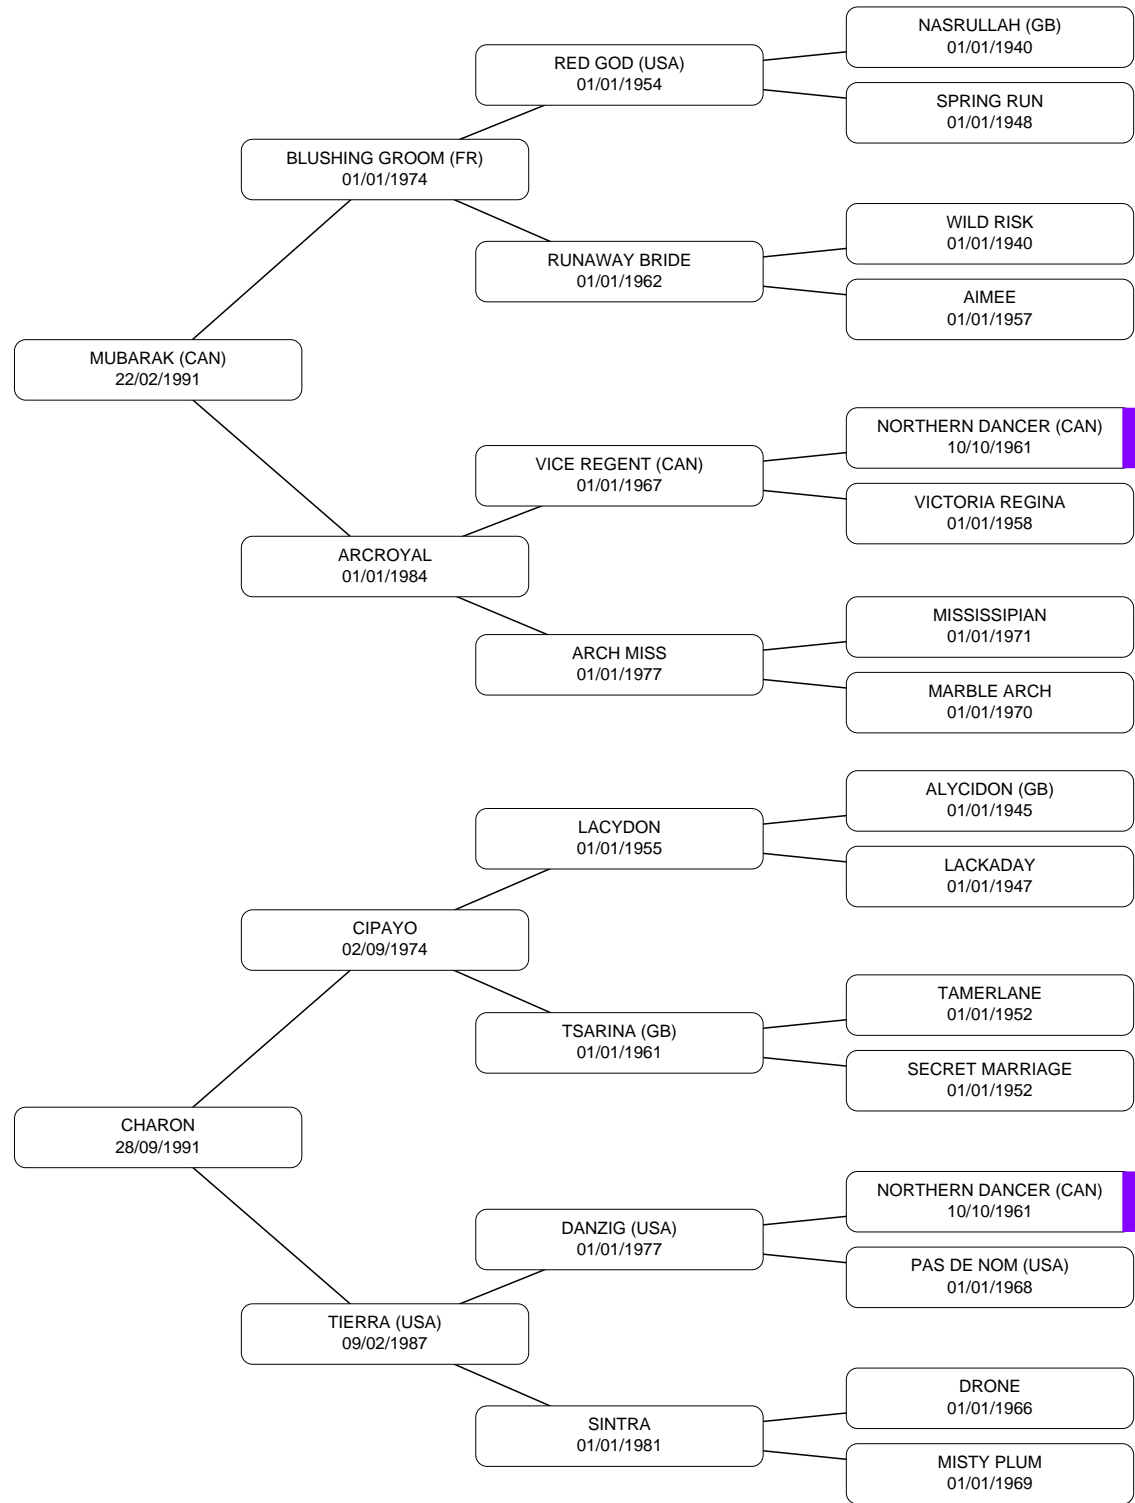 NASRULLAH (GB)
01/01/1940
RED GOD (USA)
01/01/1954
SPRING RUN
01/01/1948
BLUSHING GROOM (FR)
01/01/1974
WILD RISK
01/01/1940
RUNAWAY BRIDE
01/01/1962
AIMEE
01/01/1957
MUBARAK (CAN)
22/02/1991
NORTHERN DANCER (CAN)
10/10/1961
VICE REGENT (CAN)
01/01/1967
VICTORIA REGINA
01/01/1958
ARCROYAL
01/01/1984
MISSISSIPIAN
01/01/1971
ARCH MISS
01/01/1977
MARBLE ARCH
01/01/1970
ALYCIDON (GB)
01/01/1945
LACYDON
01/01/1955
LACKADAY
01/01/1947
CIPAYO
02/09/1974
TAMERLANE
01/01/1952
TSARINA (GB)
01/01/1961
SECRET MARRIAGE
01/01/1952
CHARON
28/09/1991
NORTHERN DANCER (CAN)
10/10/1961
DANZIG (USA)
01/01/1977
PAS DE NOM (USA)
01/01/1968
TIERRA (USA)
09/02/1987
DRONE
01/01/1966
SINTRA
01/01/1981
MISTY PLUM
01/01/1969